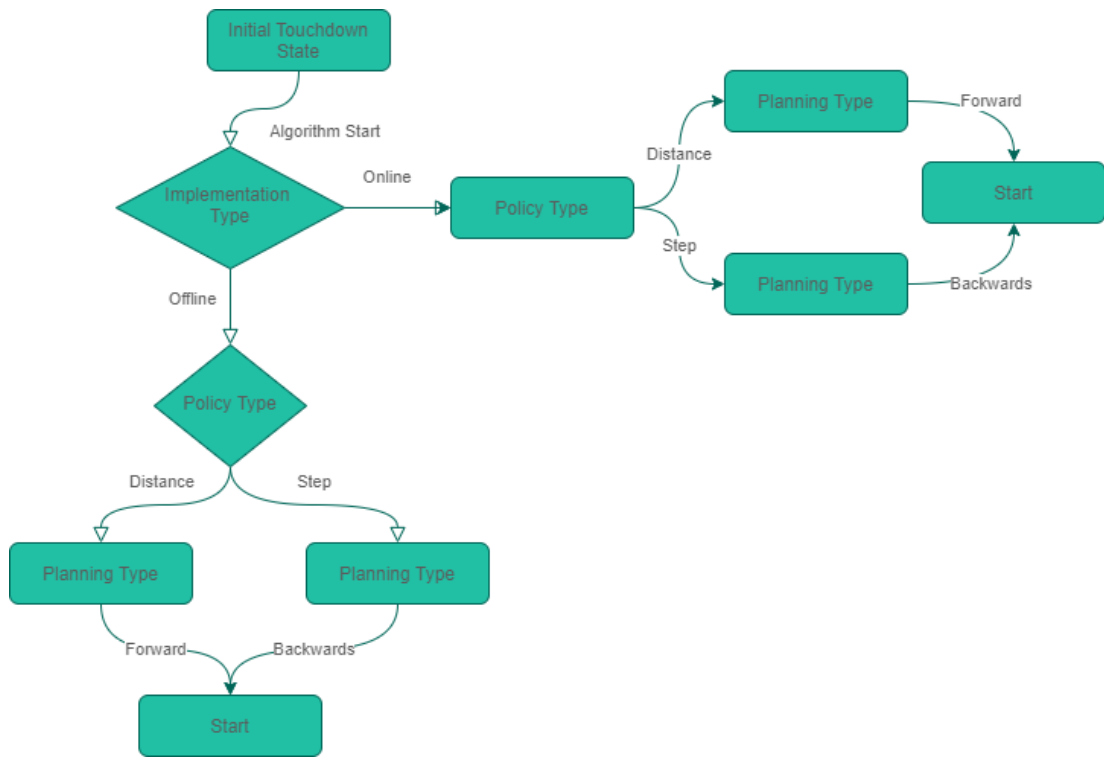 Initial Touchdown
State
Algorithm Start
Implementation
Type
Online
Policy Type
Distance
Planning Type
Forward
Start
Step
Planning Type
Backwards
Offline
Policy Type
Distance
Step
Planning Type
Planning Type
Forward
Backwards
Start